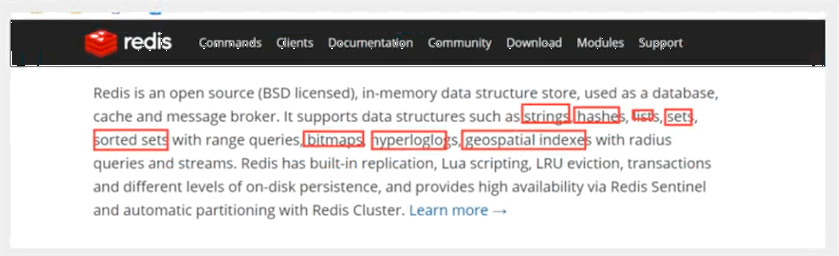 redis Commands Clients Documentation Community Download Modules Support
Redis is an open source (BSD licensed), in-memory data structure store, used as a database,
cache and message broker. It supports data structures such as strings, hashes, lists, sets,
sorted sets with range queries, bitmaps, hyperloglogs, geospatial indexes with radius
queries and streams. Redis has built-in replication, Lua scripting, LRU eviction, transactions
and different levels of on-disk persistence, and provides high availability via Redis Sentinel
and automatic partitioning with Redis Cluster. Learn more →